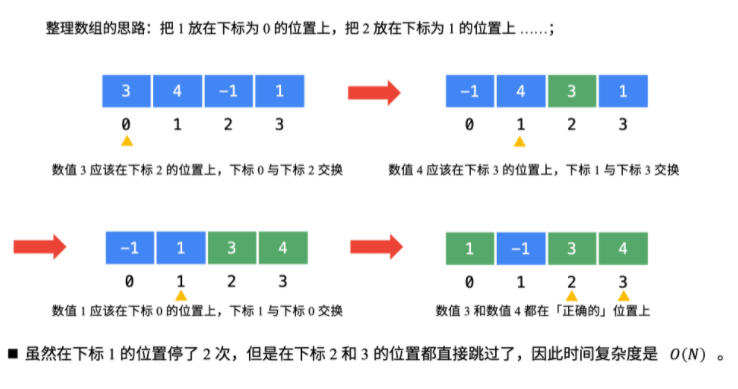 整理数组的思路：把 1 放在下标为 0 的位置上，把 2 放在下标为 1 的位置上 ……；
3 4 -1 1
0 1 2 3
数值 3 应该在下标 2 的位置上，下标 0 与下标 2 交换
-1 4 3 1
0 1 2 3
数值 4 应该在下标 3 的位置上，下标 1 与下标 3 交换
-1 1 3 4
0 1 2 3
数值 1 应该在下标 0 的位置上，下标 1 与下标 0 交换
1 -1 3 4
0 1 2 3
数值 3 和数值 4 都在「正确的」位置上
■ 虽然在下标 1 的位置停了 2 次，但是在下标 2 和 3 的位置都直接跳过了，因此时间复杂度是 O(N) 。